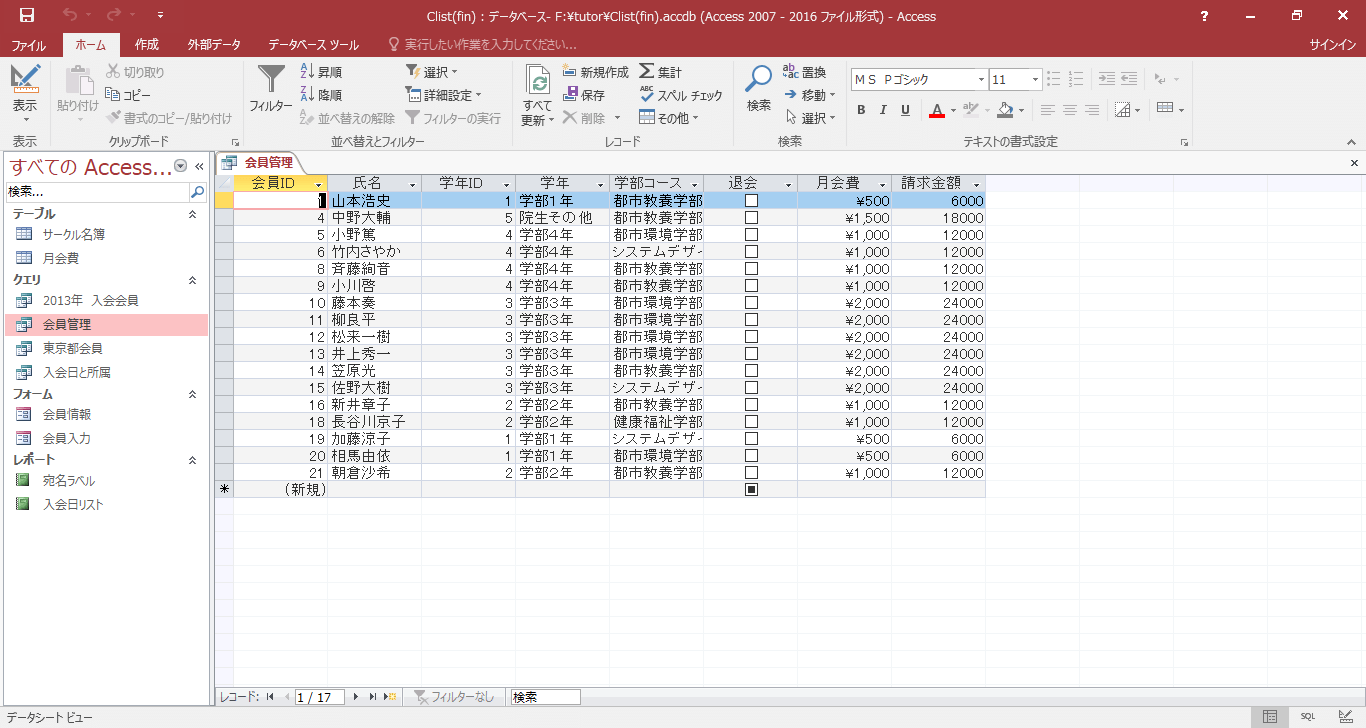 Clist(fin) : データベース- F:¥tutor¥Clist(fin).accdb (Access 2007 - 2016 ファイル形式) - Access ?
ファイル ホーム 作成 外部データ データベース ツール 実行したい作業を入力してください... サインイン
表示 貼り付け 切り取り コピー 書式のコピー/貼り付け
フィルター 昇順 降順 並べ替えの解除 選択 詳細設定 フィルターの実行
すべて更新 新規作成 保存 削除 集計 スペル チェック その他
検索 置換 移動 選択
ＭＳ Ｐゴシック 11
B I U A
表示 クリップボード 並べ替えとフィルター レコード 検索 テキストの書式設定
すべての Access...
検索...
テーブル
サークル名簿
月会費
クエリ
2013年 入会会員
会員管理
東京都会員
入会日と所属
フォーム
会員情報
会員入力
レポート
宛名ラベル
入会日リスト
会員管理
会員ID 氏名 学年ID 学年 学部コース 退会 月会費 請求金額
1 山本浩史 1 学部1年 都市教養学部 ¥500 6000
4 中野大輔 5 院生その他 都市教養学部 ¥1,500 18000
5 小野篤 4 学部4年 都市環境学部 ¥1,000 12000
6 竹内さやか 4 学部4年 システムデザイ ¥1,000 12000
8 斉藤絢音 4 学部4年 都市教養学部 ¥1,000 12000
9 小川啓 4 学部4年 都市教養学部 ¥1,000 12000
10 藤本奏 3 学部3年 都市環境学部 ¥2,000 24000
11 柳良平 3 学部3年 都市環境学部 ¥2,000 24000
12 松来一樹 3 学部3年 都市環境学部 ¥2,000 24000
13 井上秀一 3 学部3年 都市環境学部 ¥2,000 24000
14 笠原光 3 学部3年 都市教養学部 ¥2,000 24000
15 佐野大樹 3 学部3年 システムデザイ ¥2,000 24000
16 新井章子 2 学部2年 都市教養学部 ¥1,000 12000
18 長谷川京子 2 学部2年 健康福祉学部 ¥1,000 12000
19 加藤涼子 1 学部1年 システムデザイ ¥500 6000
20 相馬由依 1 学部1年 都市環境学部 ¥500 6000
21 朝倉沙希 2 学部2年 都市教養学部 ¥1,000 12000
* (新規)
レコード: 1 / 17 フィルターなし 検索
データシート ビュー SQL